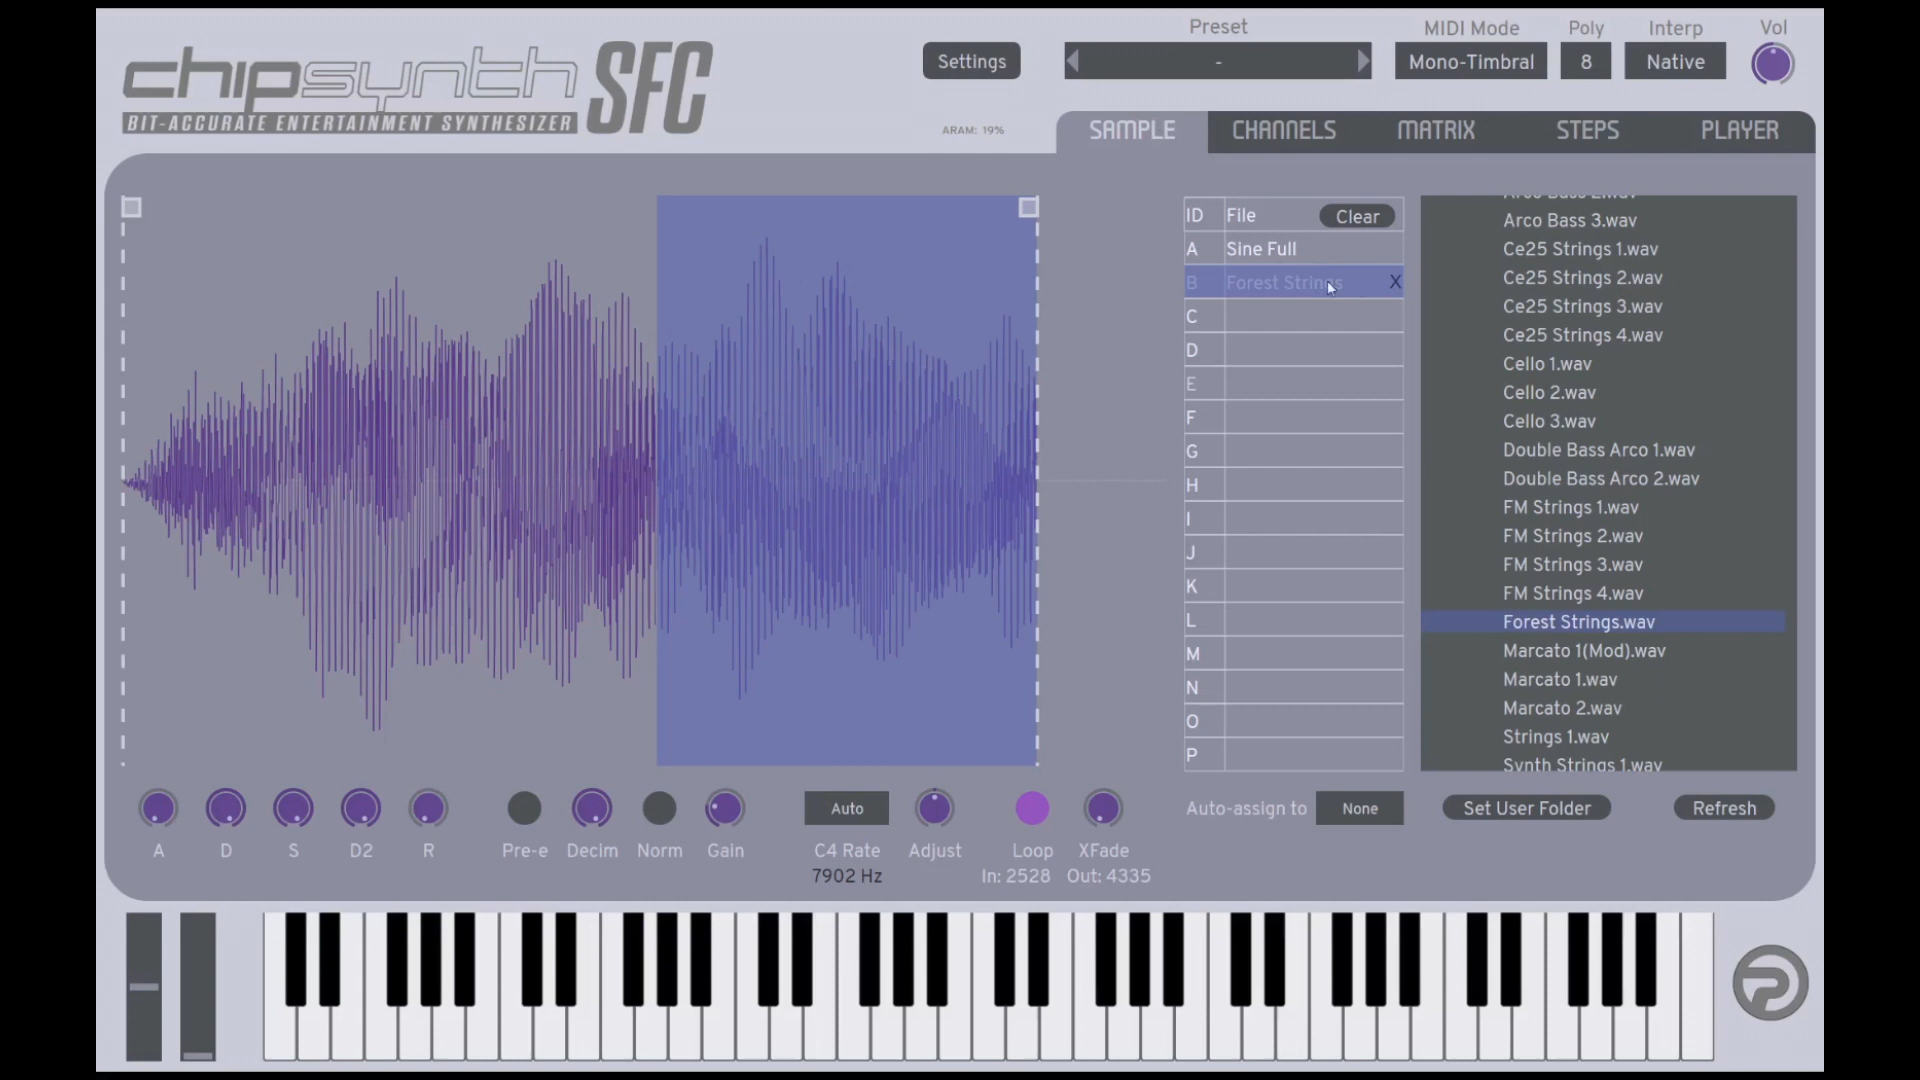 chipsynth SFC
BIT-ACCURATE ENTERTAINMENT SYNTHESIZER
Settings
ARAM: 19%
Preset
-
MIDI Mode
Mono-Timbral
Poly
8
Interp
Native
Vol
SAMPLE
CHANNELS
MATRIX
STEPS
PLAYER
ID File Clear
A Sine Full
B Forest Strings X
C
D
E
F
G
H
I
J
K
L
M
N
O
P
Arco Bass 2.wav
Arco Bass 3.wav
Ce25 Strings 1.wav
Ce25 Strings 2.wav
Ce25 Strings 3.wav
Ce25 Strings 4.wav
Cello 1.wav
Cello 2.wav
Cello 3.wav
Double Bass Arco 1.wav
Double Bass Arco 2.wav
FM Strings 1.wav
FM Strings 2.wav
FM Strings 3.wav
FM Strings 4.wav
Forest Strings.wav
Marcato 1(Mod).wav
Marcato 1.wav
Marcato 2.wav
Strings 1.wav
Synth Strings 1.wav
A
D
S
D2
R
Pre-e
Decim
Norm
Gain
Auto
C4 Rate
7902 Hz
Adjust
Loop
In: 2528
XFade
Out: 4335
Auto-assign to
None
Set User Folder
Refresh